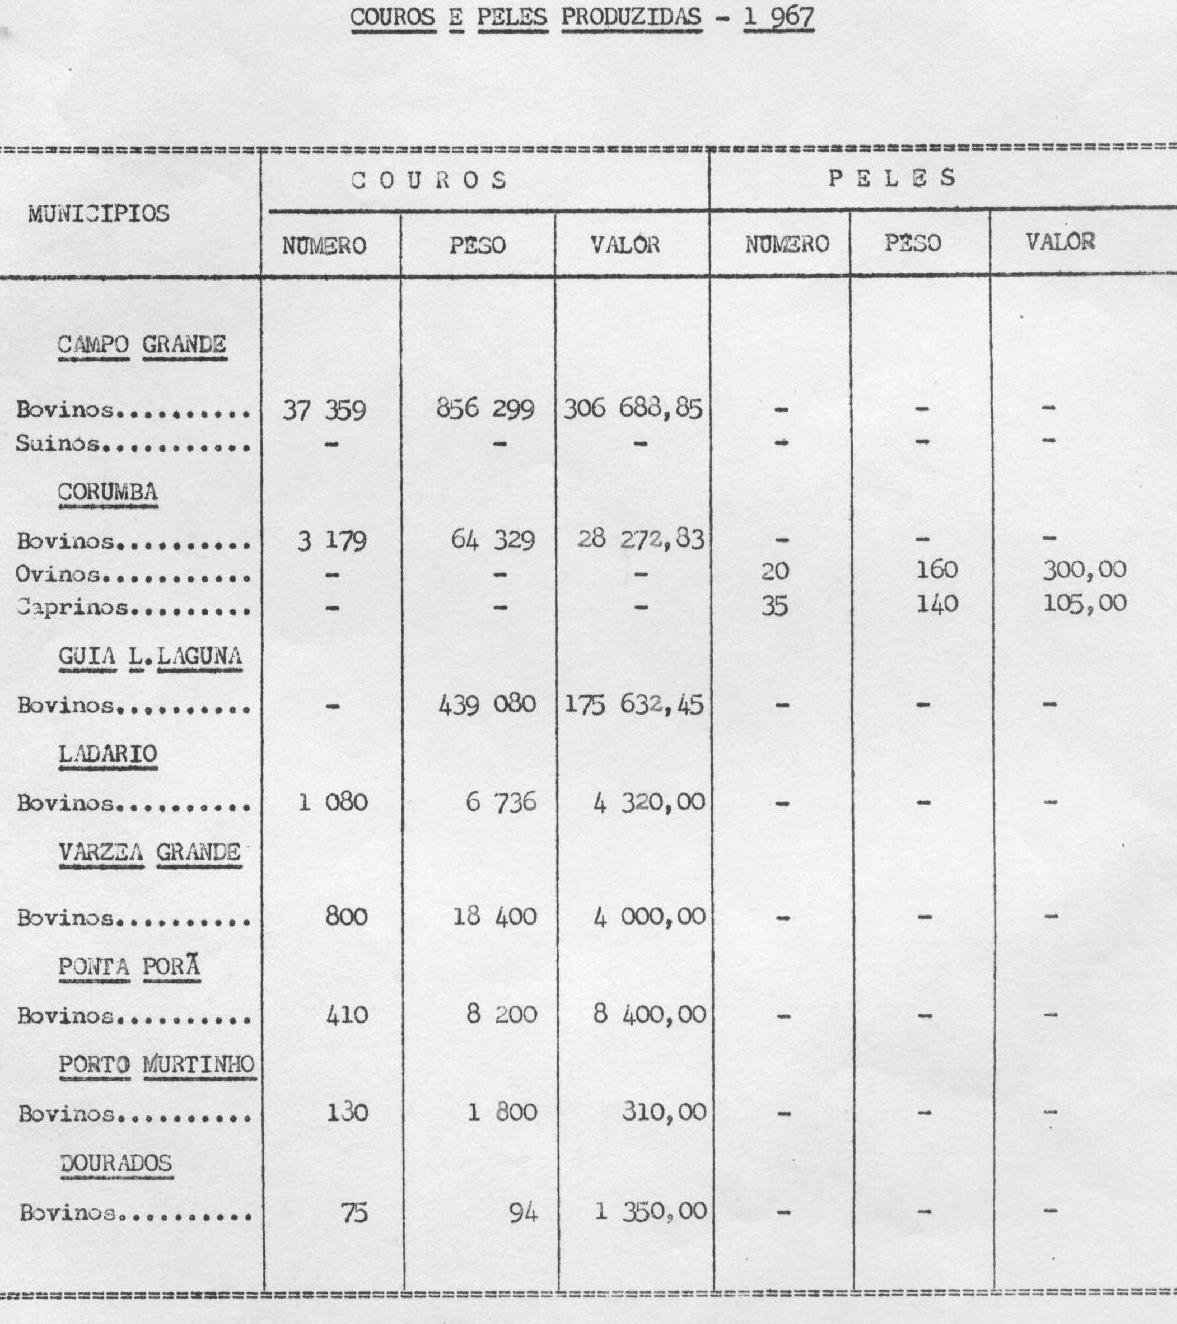 COUROS E PELES PRODUZIDAS - 1 967
COUROS PELES
MUNICIPIOS
NUMERO PESO VALOR NUMERO PESO VALOR
CAMPO GRANDE
Bovinos.......... 37 359 856 299 306 688,85 - - -
Suinos........... - - - - - -
CORUMBA
Bovinos.......... 3 179 64 329 28 272,83 - - -
Ovinos........... - - - 20 160 300,00
Caprinos......... - - - 35 140 105,00
GUIA L.LAGUNA
Bovinos.......... - 439 080 175 632,45 - - -
LADARIO
Bovinos.......... 1 080 6 736 4 320,00 - - -
VARZEA GRANDE
Bovinos.......... 800 18 400 4 000,00 - - -
PONTA PORÃ
Bovinos.......... 410 8 200 8 400,00 - - -
PORTO MURTINHO
Bovinos.......... 130 1 800 310,00 - - -
DOURADOS
Bovinos.......... 75 94 1 350,00 - - -